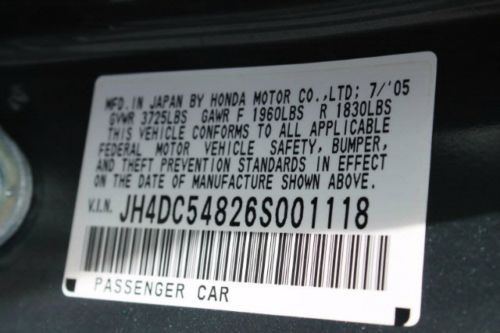 MFD.IN JAPAN BY HONDA MOTOR CO.,LTD; 7/'05
GVWR 3725LBS GAWR F 1960LBS R 1830LBS
THIS VEHICLE CONFORMS TO ALL APPLICABLE
FEDERAL MOTOR VEHICLE SAFETY, BUMPER,
AND THEFT PREVENTION STANDARDS IN EFFECT
ON THE DATE OF MANUFACTURE SHOWN ABOVE.
V.I.N. JH4DC54826S001118
PASSENGER CAR